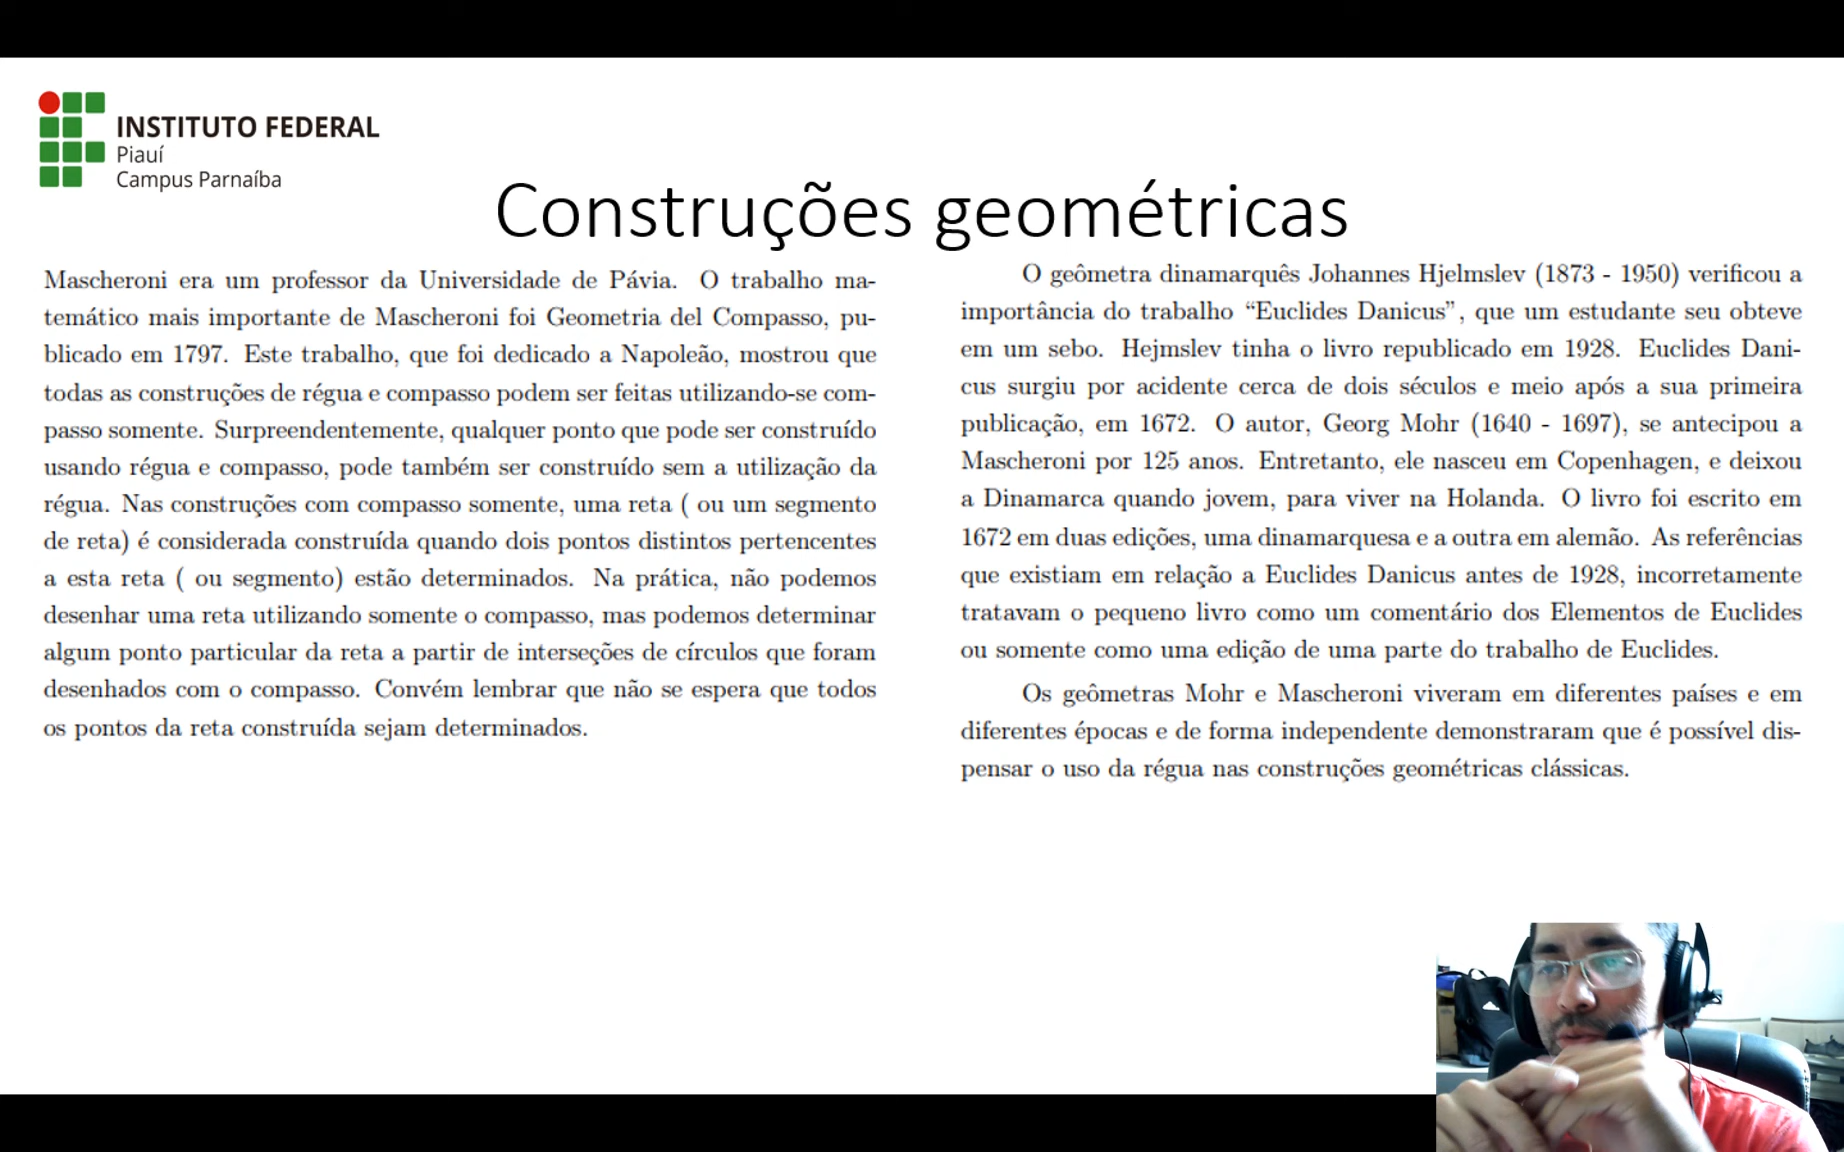 INSTITUTO FEDERAL
Piauí
Campus Parnaíba
Construções geométricas
Mascheroni era um professor da Universidade de Pávia. O trabalho ma-
temático mais importante de Mascheroni foi Geometria del Compasso, pu-
blicado em 1797. Este trabalho, que foi dedicado a Napoleão, mostrou que
todas as construções de régua e compasso podem ser feitas utilizando-se com-
passo somente. Surpreendentemente, qualquer ponto que pode ser construído
usando régua e compasso, pode também ser construído sem a utilização da
régua. Nas construções com compasso somente, uma reta ( ou um segmento
de reta) é considerada construída quando dois pontos distintos pertencentes
a esta reta ( ou segmento) estão determinados. Na prática, não podemos
desenhar uma reta utilizando somente o compasso, mas podemos determinar
algum ponto particular da reta a partir de interseções de círculos que foram
desenhados com o compasso. Convém lembrar que não se espera que todos
os pontos da reta construída sejam determinados.
O geômetra dinamarquês Johannes Hjelmslev (1873 - 1950) verificou a
importância do trabalho “Euclides Danicus”, que um estudante seu obteve
em um sebo. Hejmslev tinha o livro republicado em 1928. Euclides Dani-
cus surgiu por acidente cerca de dois séculos e meio após a sua primeira
publicação, em 1672. O autor, Georg Mohr (1640 - 1697), se antecipou a
Mascheroni por 125 anos. Entretanto, ele nasceu em Copenhagen, e deixou
a Dinamarca quando jovem, para viver na Holanda. O livro foi escrito em
1672 em duas edições, uma dinamarquesa e a outra em alemão. As referências
que existiam em relação a Euclides Danicus antes de 1928, incorretamente
tratavam o pequeno livro como um comentário dos Elementos de Euclides
ou somente como uma edição de uma parte do trabalho de Euclides.
Os geômetras Mohr e Mascheroni viveram em diferentes países e em
diferentes épocas e de forma independente demonstraram que é possível dis-
pensar o uso da régua nas construções geométricas clássicas.